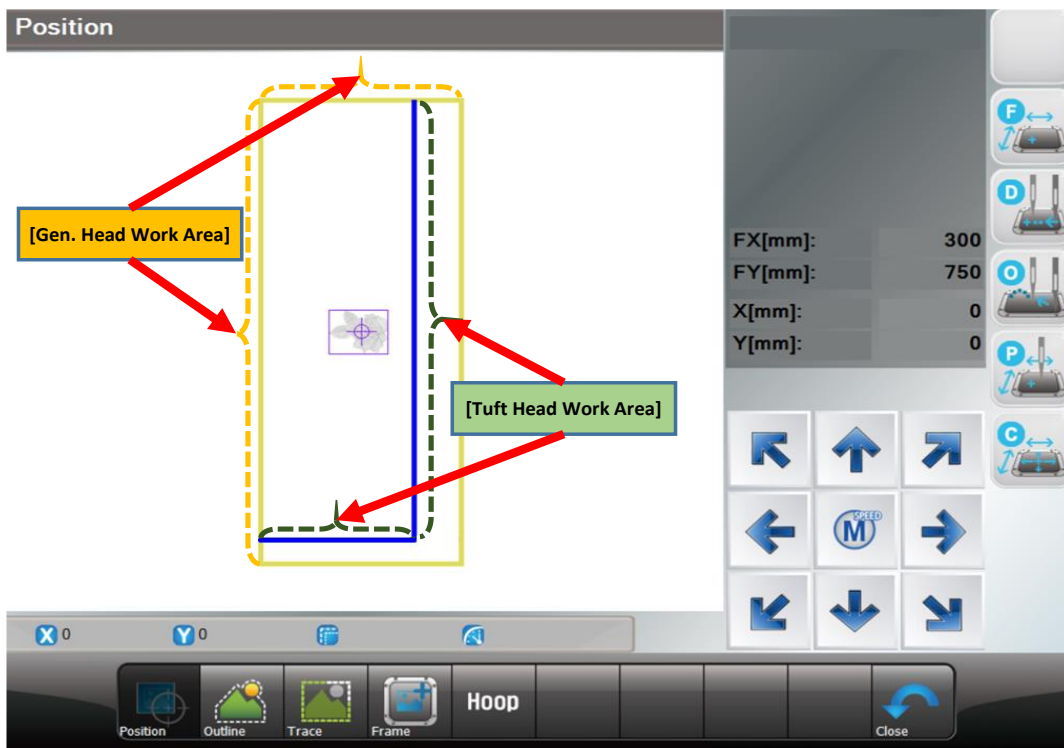 Position
[Gen. Head Work Area]
[Tuft Head Work Area]
FX[mm]: 300
FY[mm]: 750
X[mm]: 0
Y[mm]: 0
F
D
O
P
C
SPEED
M
X 0
Y 0
Position
Outline
Trace
Frame
Hoop
Close